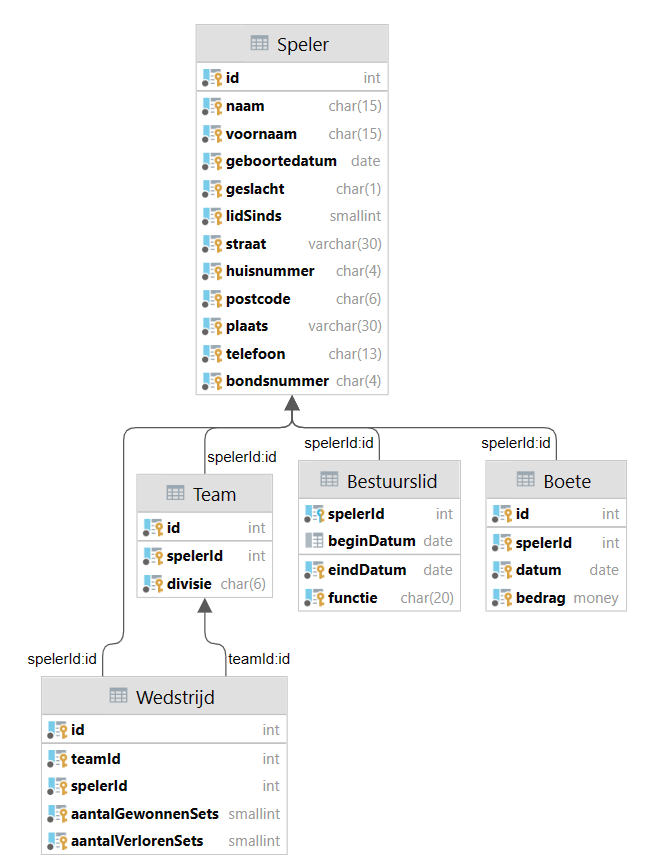 Speler
id int
naam char(15)
voornaam char(15)
geboortedatum date
geslacht char(1)
lidSinds smallint
straat varchar(30)
huisnummer char(4)
postcode char(6)
plaats varchar(30)
telefoon char(13)
bondsnummer char(4)
spelerId:id
spelerId:id
spelerId:id
Team
id int
spelerId int
divisie char(6)
Bestuurslid
spelerId int
beginDatum date
eindDatum date
functie char(20)
Boete
id int
spelerId int
datum date
bedrag money
spelerId:id
teamId:id
Wedstrijd
id int
teamId int
spelerId int
aantalGewonnenSets smallint
aantalVerlorenSets smallint